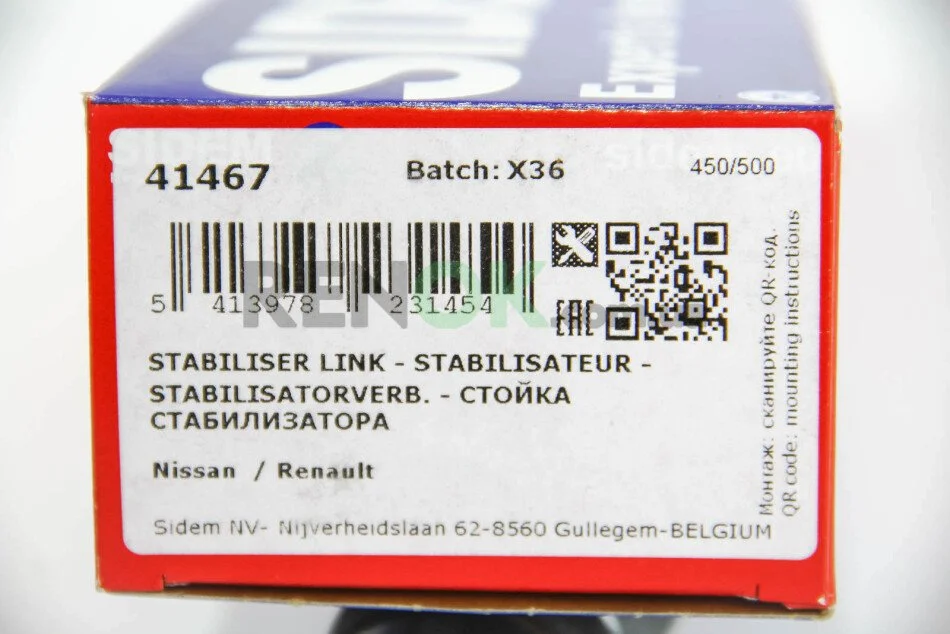 41467
Batch: X36
450/500
5 413978 231454
EAC
STABILISER LINK - STABILISATEUR -
STABILISATORVERB. - СТОЙКА
СТАБИЛИЗАТОРА
Nissan / Renault
Sidem NV- Nijverheidslaan 62-8560 Gullegem-BELGIUM
Монтаж: сканируйте QR-код.
QR code: mounting instructions
RENOK